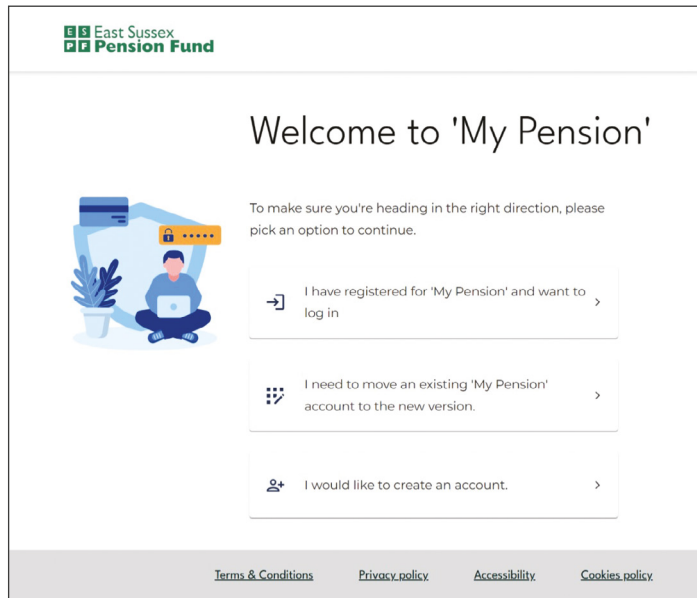 E S East Sussex
P F Pension Fund
Welcome to 'My Pension'
To make sure you're heading in the right direction, please
pick an option to continue.
I have registered for 'My Pension' and want to
log in
I need to move an existing 'My Pension'
account to the new version.
I would like to create an account.
Terms & Conditions Privacy policy Accessibility Cookies policy